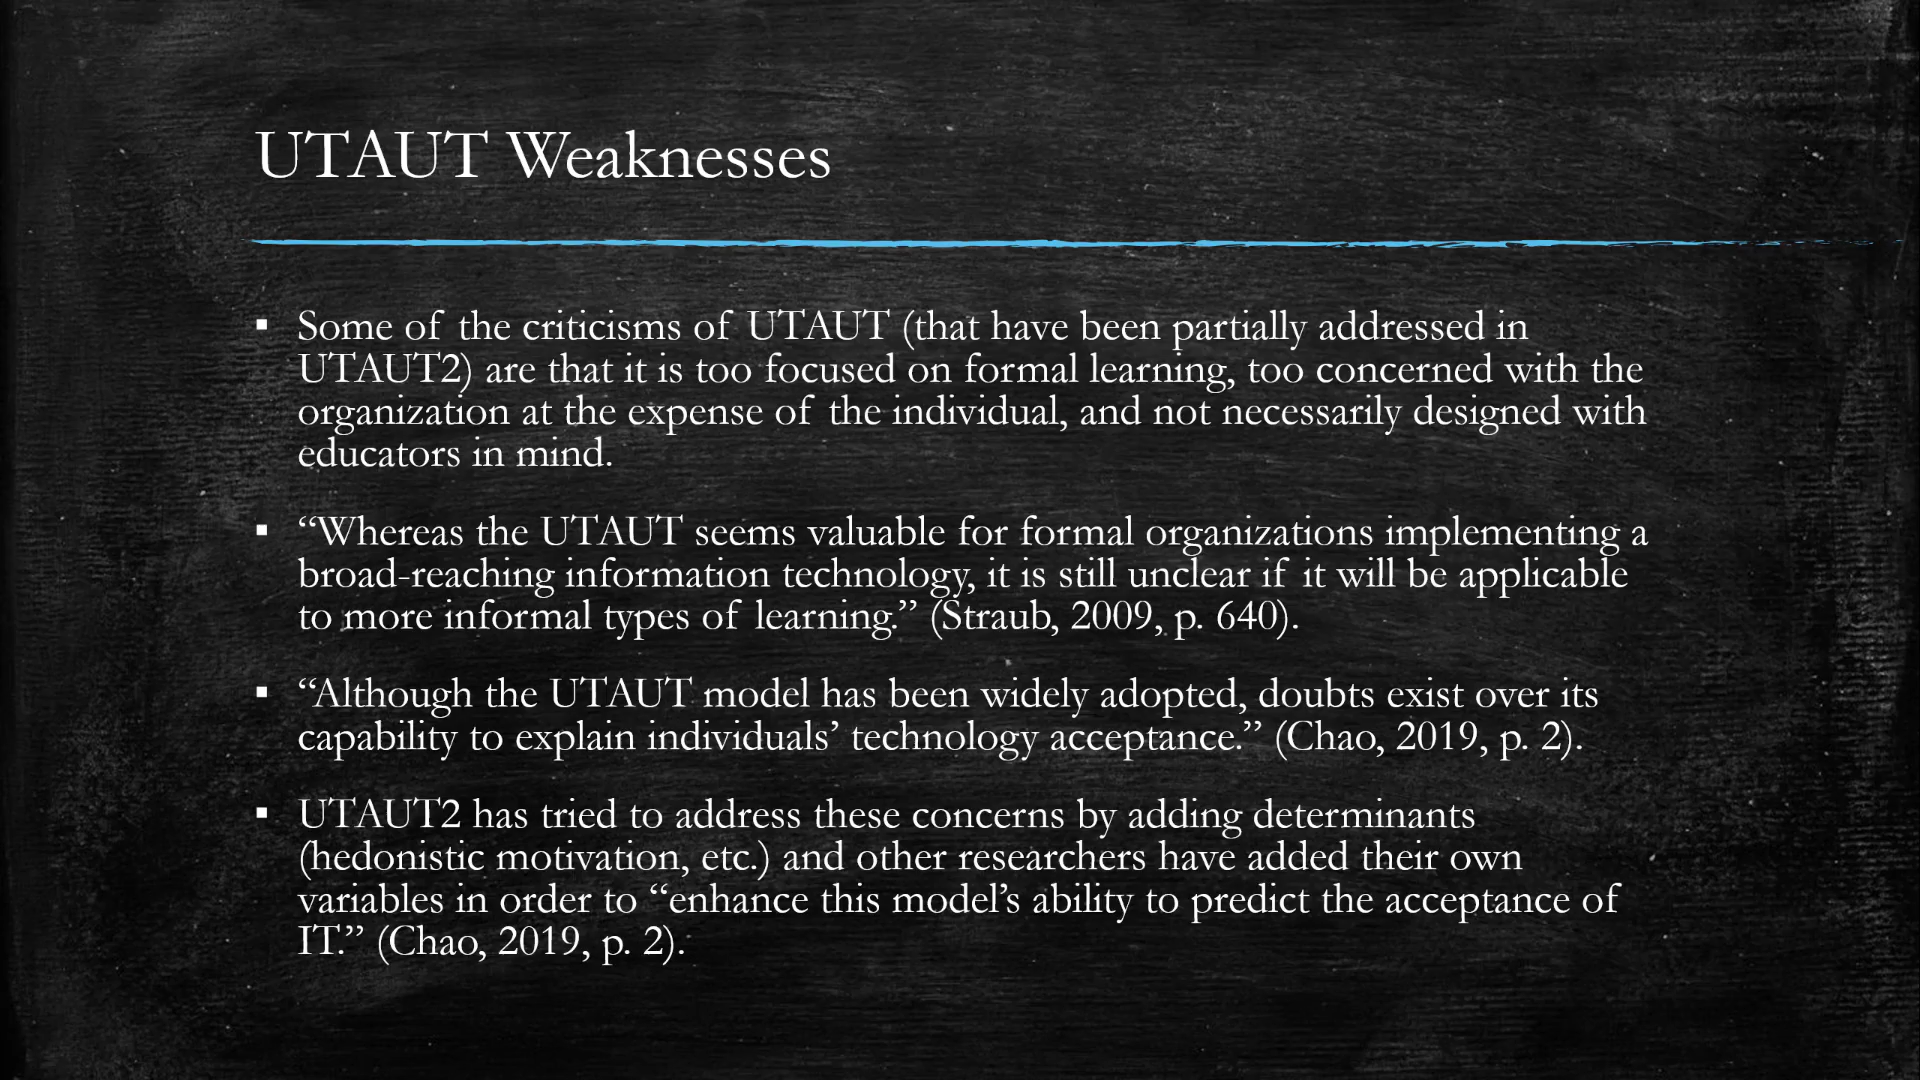 UTAUT Weaknesses
▪ Some of the criticisms of UTAUT (that have been partially addressed in
UTAUT2) are that it is too focused on formal learning, too concerned with the
organization at the expense of the individual, and not necessarily designed with
educators in mind.
▪ “Whereas the UTAUT seems valuable for formal organizations implementing a
broad-reaching information technology, it is still unclear if it will be applicable
to more informal types of learning.” (Straub, 2009, p. 640).
▪ “Although the UTAUT model has been widely adopted, doubts exist over its
capability to explain individuals’ technology acceptance.” (Chao, 2019, p. 2).
▪ UTAUT2 has tried to address these concerns by adding determinants
(hedonistic motivation, etc.) and other researchers have added their own
variables in order to “enhance this model’s ability to predict the acceptance of
IT.” (Chao, 2019, p. 2).